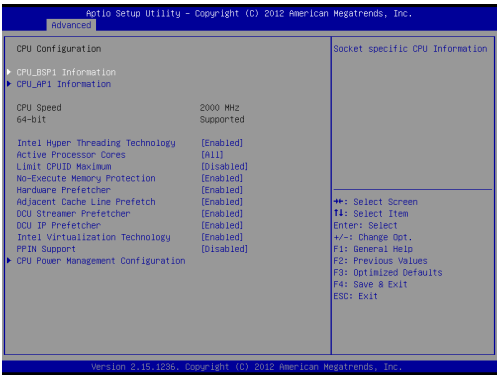 Aptio Setup Utility – Copyright (C) 2012 American Megatrends, Inc.
Advanced
CPU Configuration
Socket specific CPU Information
CPU_BSP1 Information
CPU_AP1 Information
CPU Speed 2000 MHz
64-bit Supported
Intel Hyper Threading Technology [Enabled]
Active Processor Cores [All]
Limit CPUID Maximum [Disabled]
No-Execute Memory Protection [Enabled]
Hardware Prefetcher [Enabled]
Adjacent Cache Line Prefetch [Enabled]
DCU Streamer Prefetcher [Enabled]
DCU IP Prefetcher [Enabled]
Intel Virtualization Technology [Enabled]
PPIN Support [Disabled]
CPU Power Management Configuration
→←: Select Screen
↑↓: Select Item
Enter: Select
+/-: Change Opt.
F1: General Help
F2: Previous Values
F3: Optimized Defaults
F4: Save & Exit
ESC: Exit
Version 2.15.1236. Copyright (C) 2012 American Megatrends, Inc.